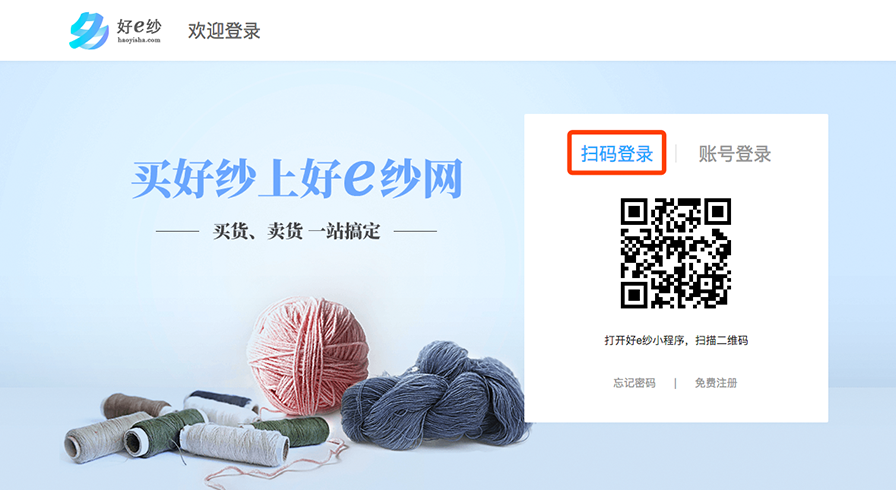 好e纱
haoyisha.com
欢迎登录
买好纱上好e纱网
买货、卖货 一站搞定
扫码登录 | 账号登录
打开好e纱小程序，扫描二维码
忘记密码 | 免费注册